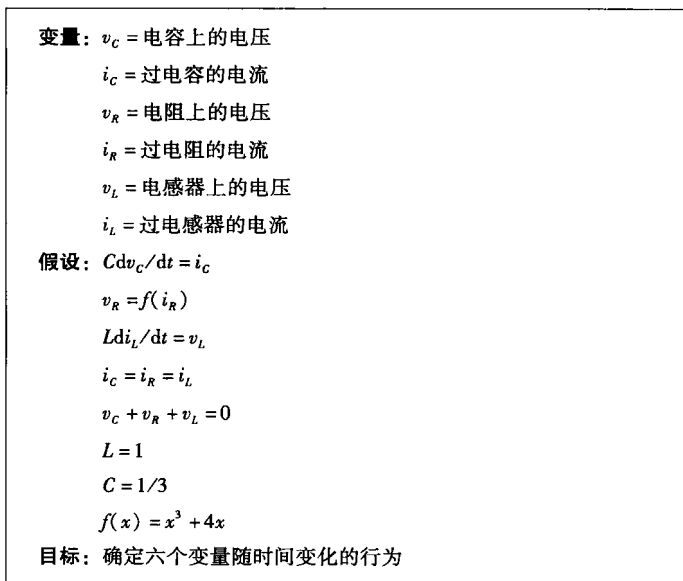 变量：v_C = 电容上的电压
i_C = 过电容的电流
v_R = 电阻上的电压
i_R = 过电阻的电流
v_L = 电感器上的电压
i_L = 过电感器的电流
假设：Cdv_C/dt = i_C
v_R = f(i_R)
Ldi_L/dt = v_L
i_C = i_R = i_L
v_C + v_R + v_L = 0
L = 1
C = 1/3
f(x) = x³ + 4x
目标：确定六个变量随时间变化的行为